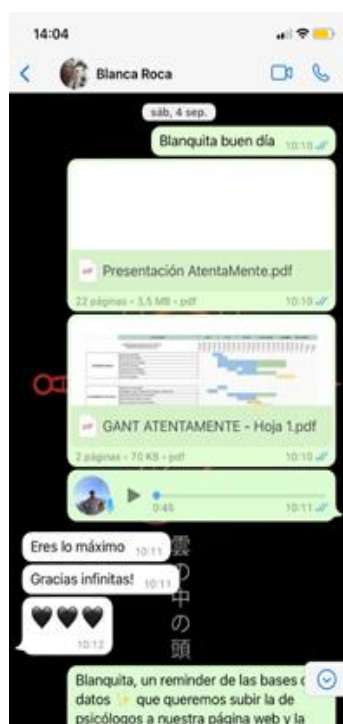 14:04
Blanca Roca
sáb, 4 sep.
Blanquita buen día 10:10
Presentación AtentaMente.pdf
22 páginas • 3,5 MB • pdf 10:10
GANT ATENTAMENTE - Hoja 1.pdf
2 páginas • 70 KB • pdf 10:10
0:45 10:11
Eres lo máximo 10:11
Gracias infinitas! 10:11
🖤🖤🖤
10:12
雲の中の頭
Blanquita, un reminder de las bases
datos ✨ que queremos subir la de
psicólogos a nuestra página web y la